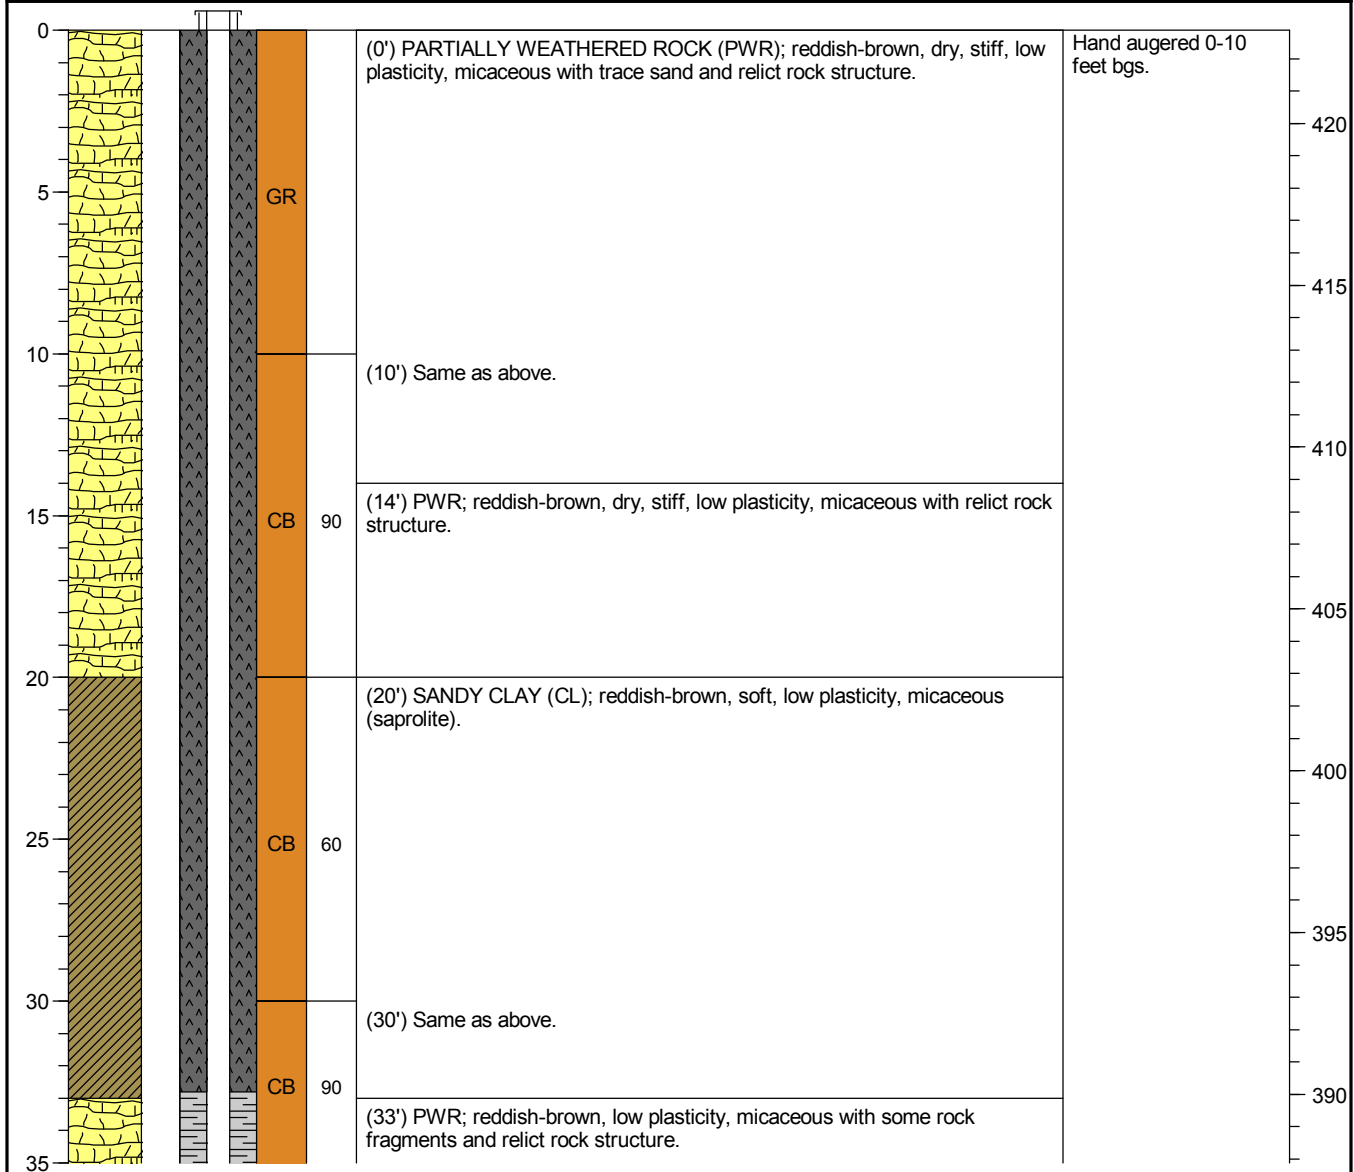 0
(0') PARTIALLY WEATHERED ROCK (PWR); reddish-brown, dry, stiff, low
plasticity, micaceous with trace sand and relict rock structure.
Hand augered 0-10
feet bgs.
420
5
GR
415
10
(10') Same as above.
410
(14') PWR; reddish-brown, dry, stiff, low plasticity, micaceous with relict rock
structure.
15
CB
90
405
20
(20') SANDY CLAY (CL); reddish-brown, soft, low plasticity, micaceous
(saprolite).
400
25
CB
60
395
30
(30') Same as above.
CB
90
390
(33') PWR; reddish-brown, low plasticity, micaceous with some rock
fragments and relict rock structure.
35